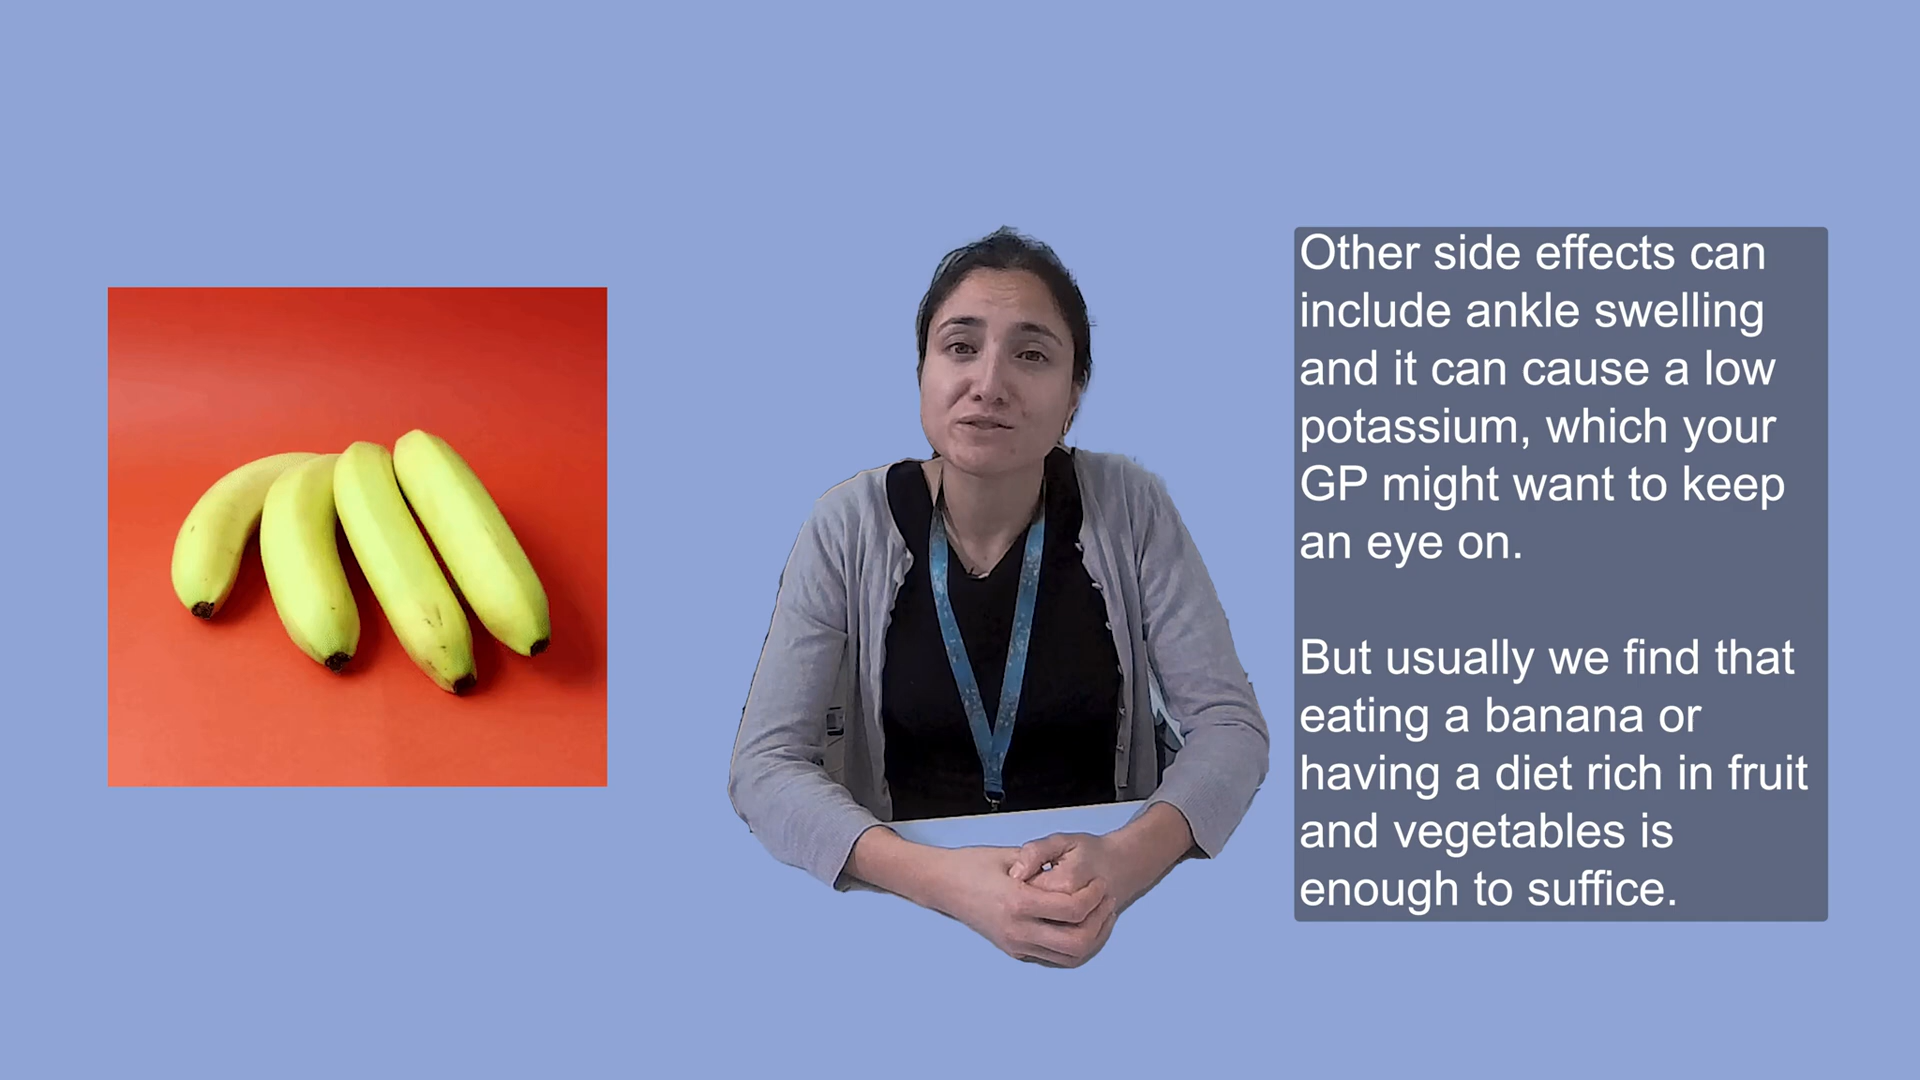 Other side effects can
include ankle swelling
and it can cause a low
potassium, which your
GP might want to keep
an eye on.
But usually we find that
eating a banana or
having a diet rich in fruit
and vegetables is
enough to suffice.